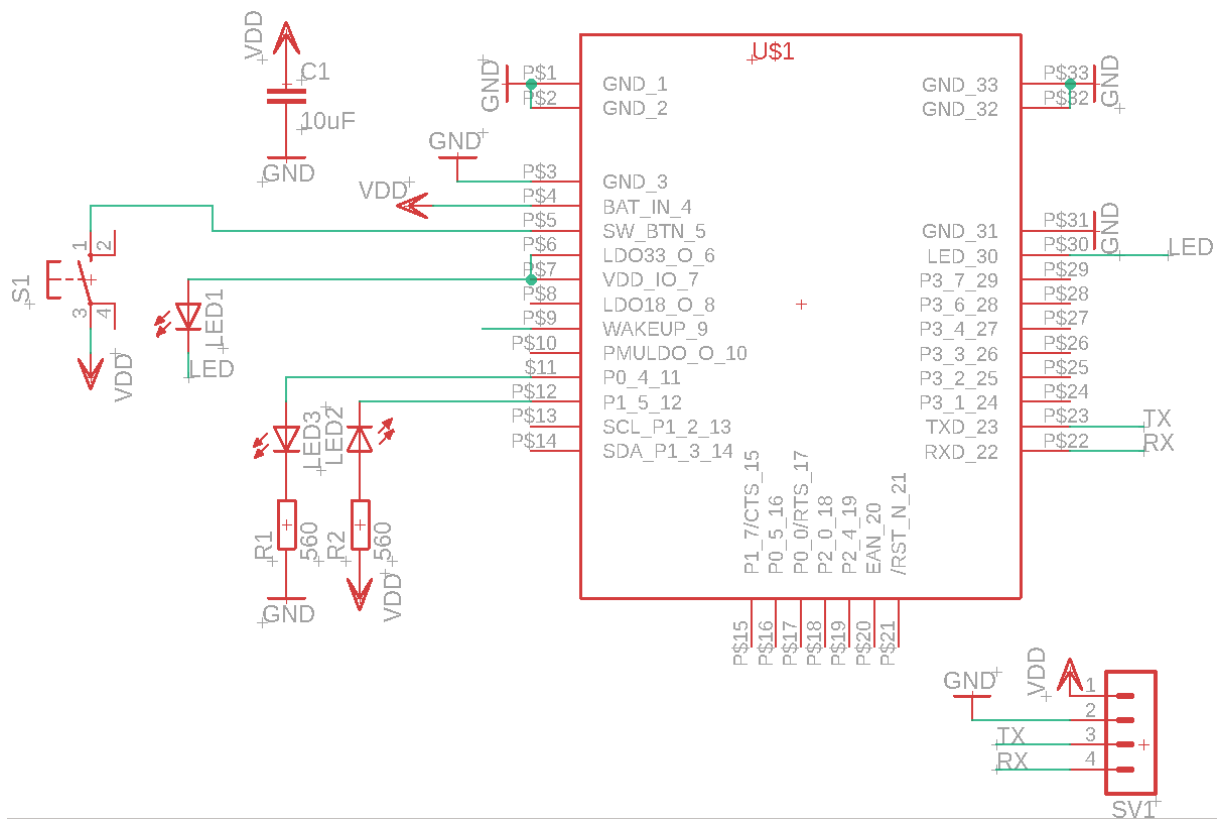 VDD
C1
10uF
GND
U$1
GND
P$1
GND_1
P$2
GND_2
P$33
GND_33
GND
P$32
GND_32
GND
P$3
GND_3
VDD
P$4
BAT_IN_4
P$5
SW_BTN_5
P$6
LDO33_O_6
P$7
VDD_IO_7
P$8
LDO18_O_8
P$9
WAKEUP_9
P$10
PMULDO_O_10
$11
P0_4_11
P$12
P1_5_12
P$13
SCL_P1_2_13
P$14
SDA_P1_3_14
P$31
GND_31
GND
P$30
LED_30
LED
P$29
P3_7_29
P$28
P3_6_28
P$27
P3_4_27
P$26
P3_3_26
P$25
P3_2_25
P$24
P3_1_24
P$23
TXD_23
TX
P$22
RXD_22
RX
S1
1
2
3
4
VDD
LED1
LED
LED3
LED2
R1
560
R2
560
GND
VDD
P1_7/CTS_15
P0_5_16
P0_0/RTS_17
P2_0_18
P2_4_19
EAN_20
/RST_N_21
P$15
P$16
P$17
P$18
P$19
P$20
P$21
GND
VDD
1
2
TX
3
RX
4
SV1